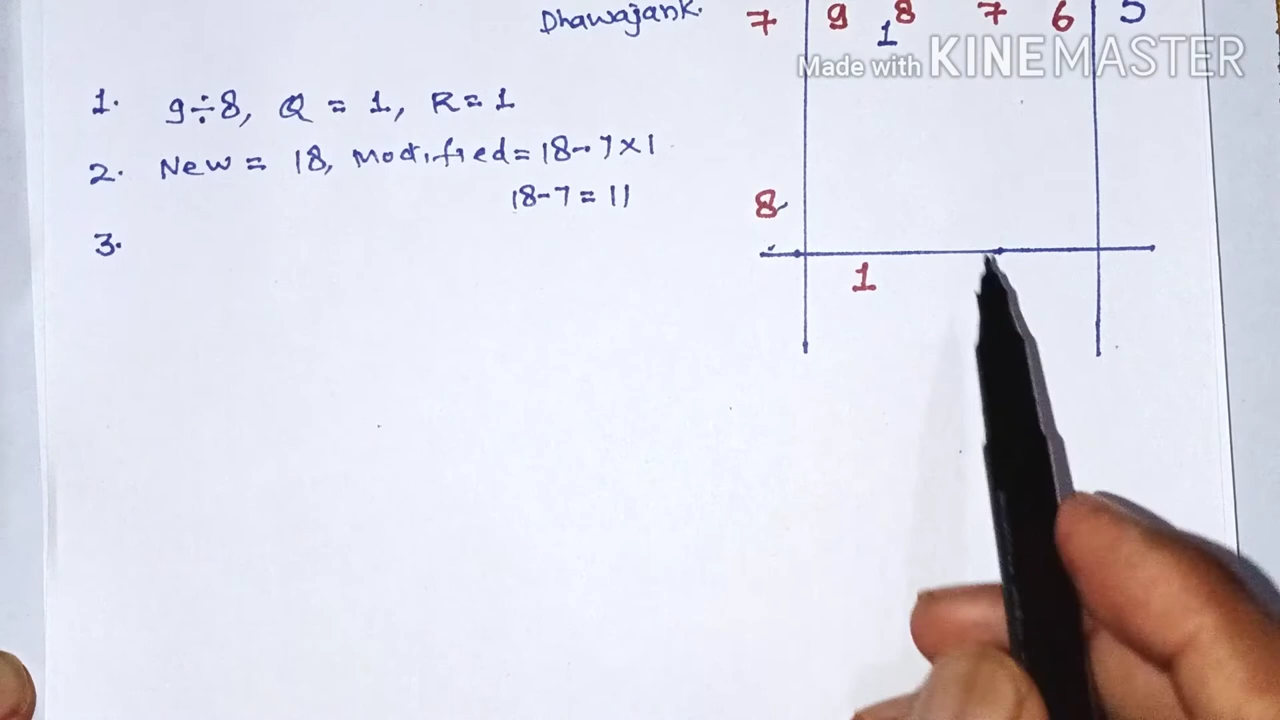 Dhawajank. 7 9 8 7 6 5
1
Made with KINEMASTER
1. 9÷8, Q = 1, R = 1
2. New = 18, Modified = 18-7×1
18-7 = 11
8
3.
1